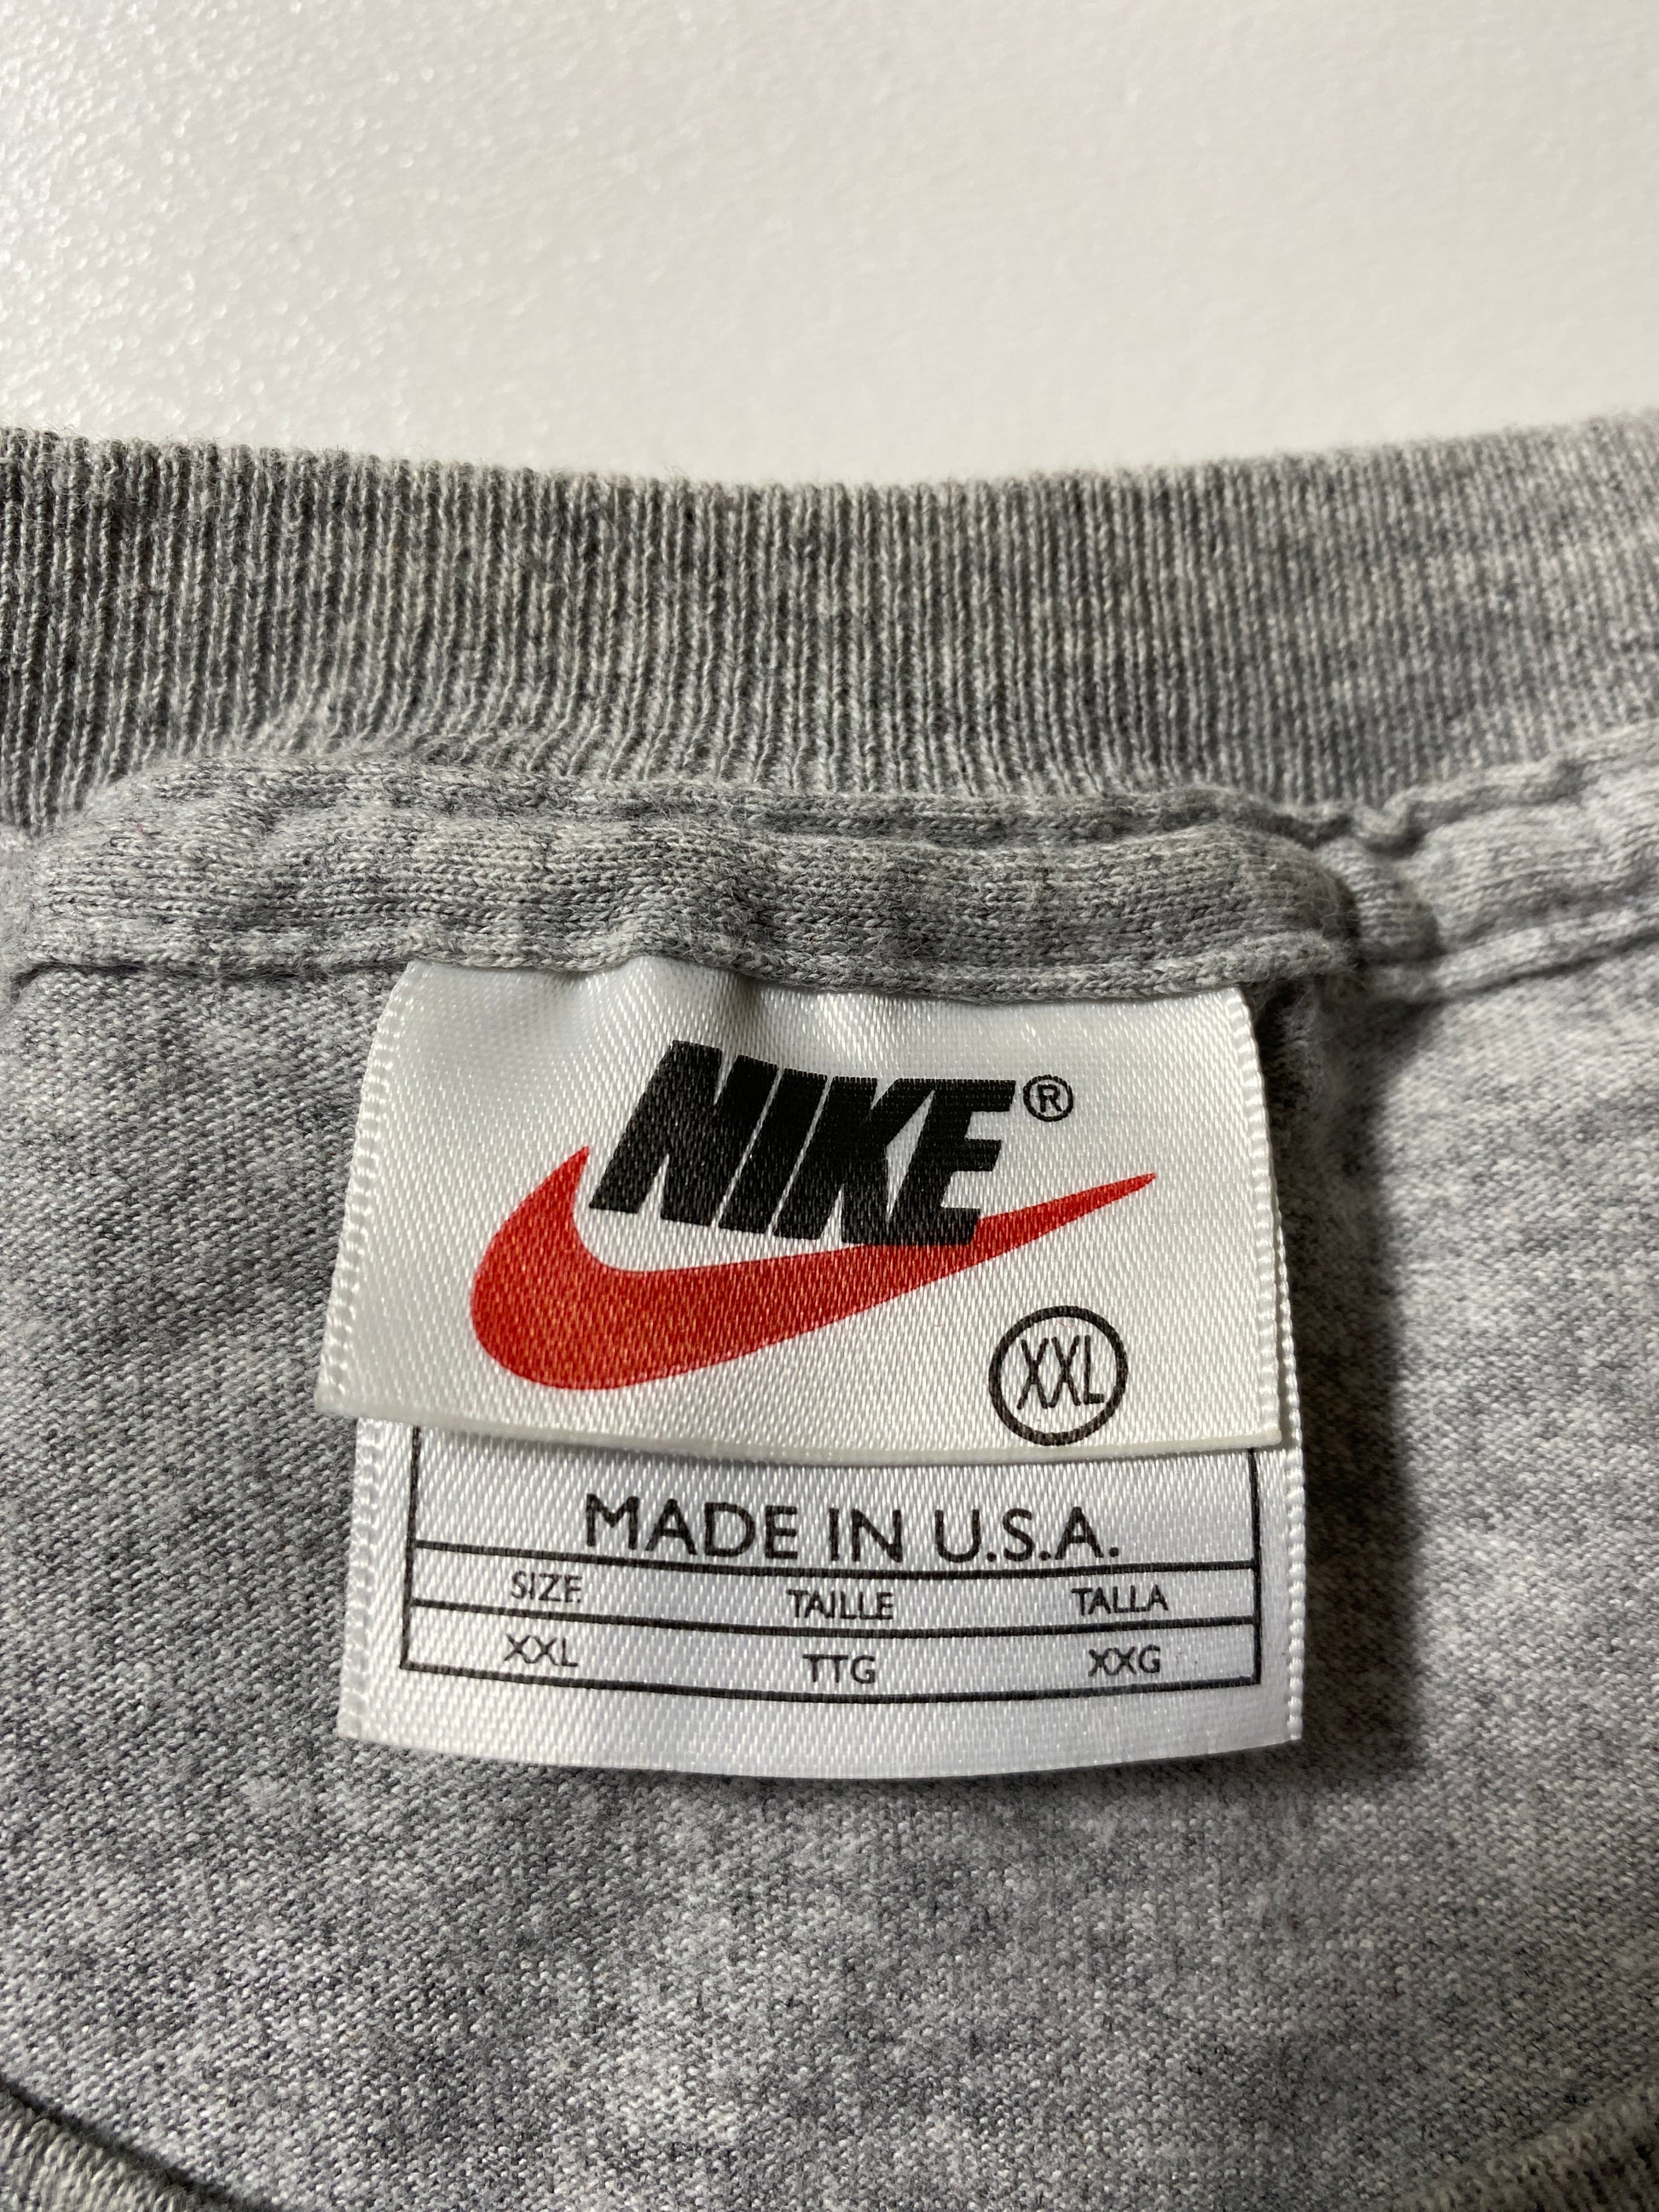 NIKE®
XXL
MADE IN U.S.A.
SIZE TAILLE TALLA
XXL TTG XXG